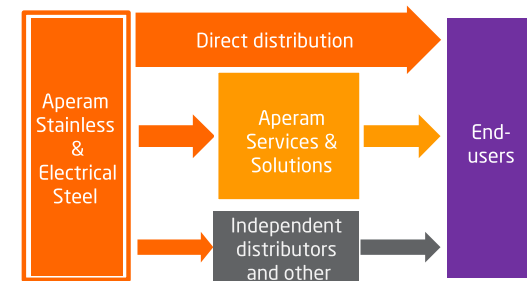 Direct distribution
Aperam
Stainless
&
Electrical
Steel
Aperam
Services &
Solutions
End-
users
Independent
distributors
and other